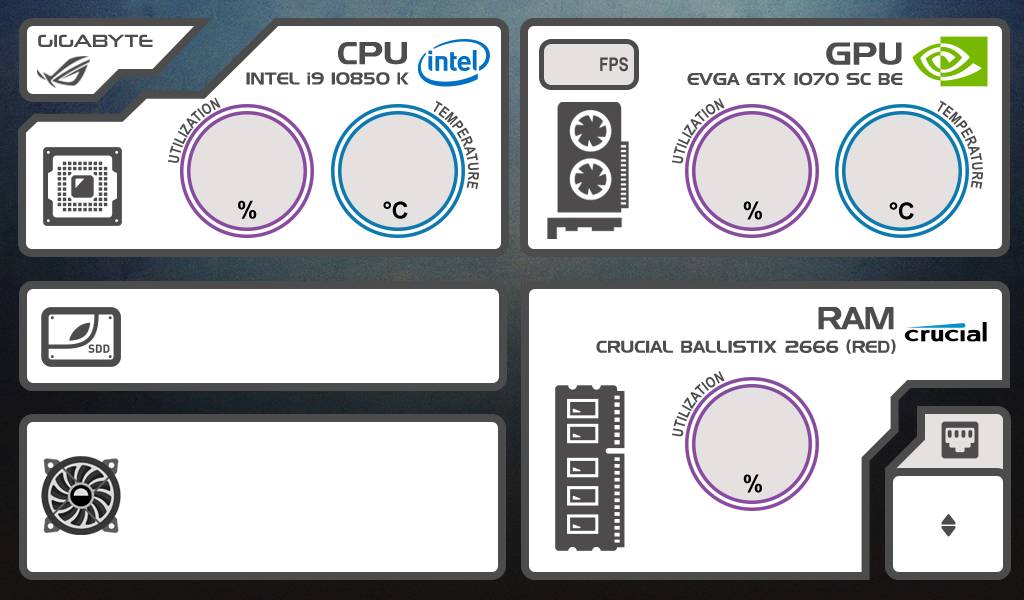 GIGABYTE
CPU
intel
INTEL i9 10850 K
UTILIZATION
TEMPERATURE
%
°C
FPS
GPU
EVGA GTX 1070 SC BE
UTILIZATION
TEMPERATURE
%
°C
SDD
RAM
crucial
CRUCIAL BALLISTIX 2666 (RED)
UTILIZATION
%